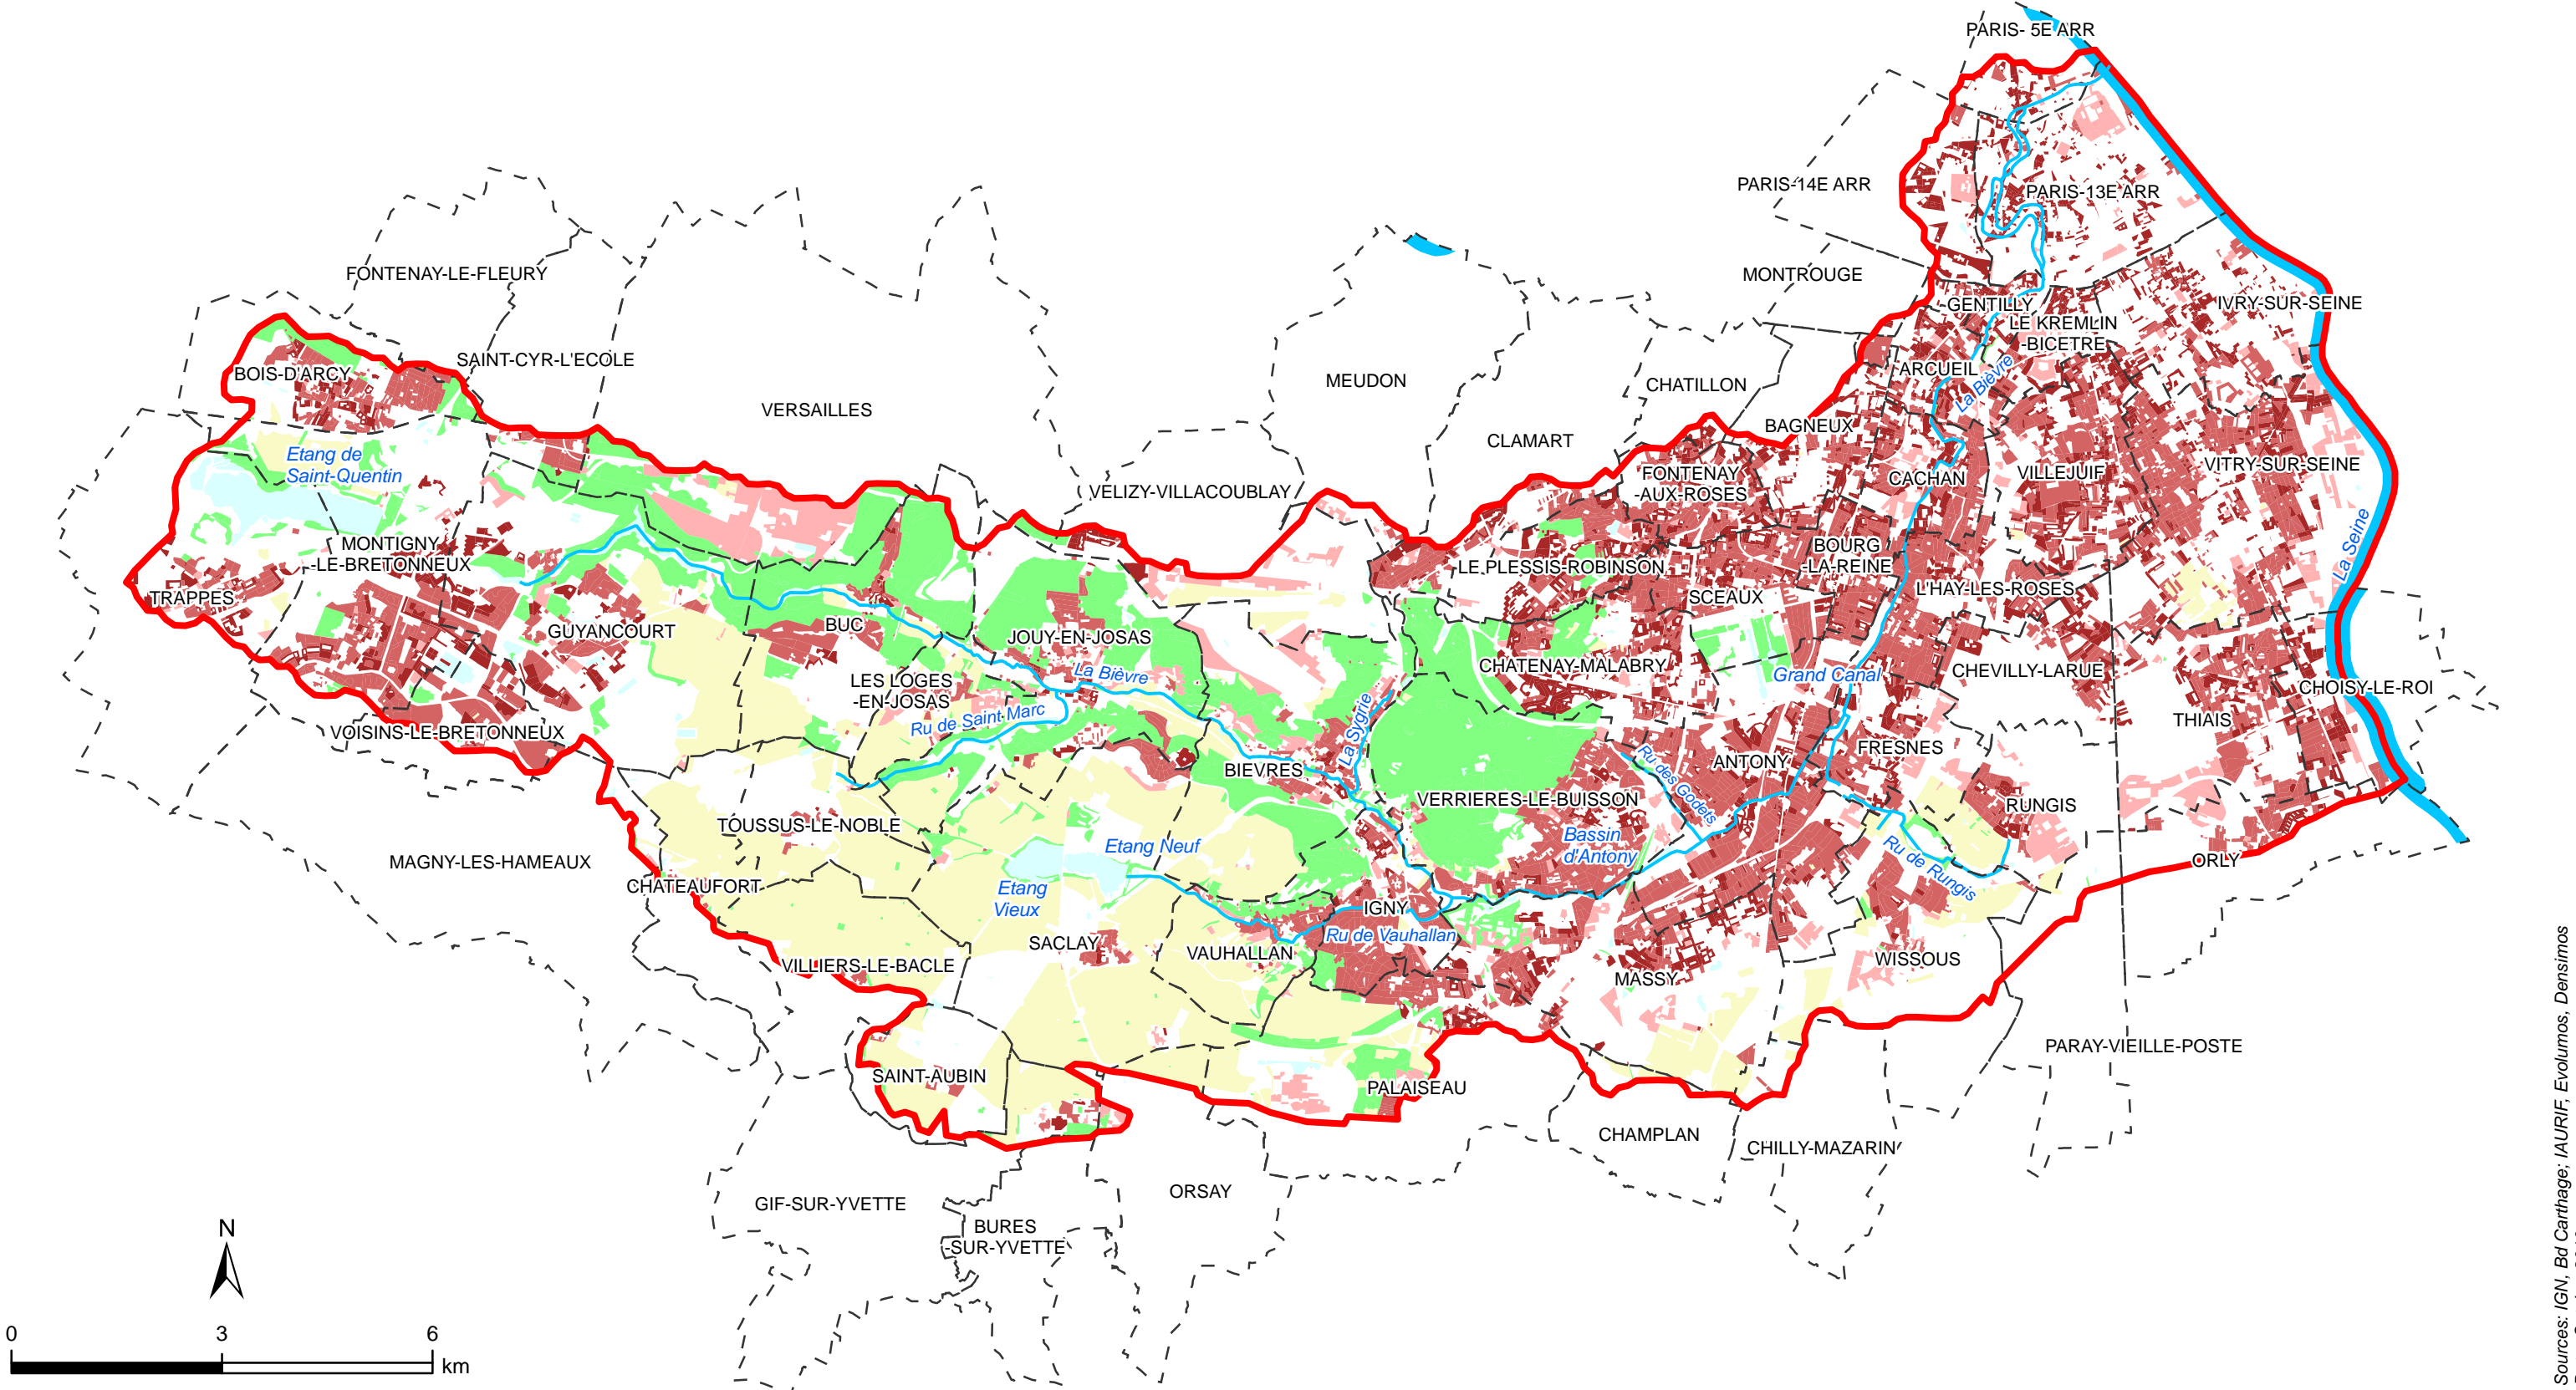 PARIS- 5E ARR
PARIS-14E ARR
PARIS-13E ARR
FONTENAY-LE-FLEURY
MONTROUGE
GENTILLY
IVRY-SUR-SEINE
LE KREMLIN
-BICETRE
SAINT-CYR-L'ECOLE
BOIS-D'ARCY
ARCUEIL
La Bièvre
MEUDON
CHATILLON
VERSAILLES
BAGNEUX
CLAMART
Etang de
Saint-Quentin
FONTENAY
-AUX-ROSES
CACHAN
VILLEJUIF
VITRY-SUR-SEINE
VELIZY-VILLACOUBLAY
La Seine
MONTIGNY
-LE-BRETONNEUX
BOURG
-LA-REINE
LE PLESSIS-ROBINSON
TRAPPES
SCEAUX
L'HAY-LES-ROSES
GUYANCOURT
BUC
JOUY-EN-JOSAS
CHATENAY-MALABRY
La Bièvre
Grand Canal
CHEVILLY-LARUE
LES LOGES
-EN-JOSAS
CHOISY-LE-ROI
Ru de Saint-Marc
La Sygrie
THIAIS
VOISINS-LE-BRETONNEUX
FRESNES
ANTONY
BIEVRES
Ru des Godets
VERRIERES-LE-BUISSON
RUNGIS
TOUSSUS-LE-NOBLE
Bassin
d'Antony
Etang Neuf
MAGNY-LES-HAMEAUX
Ru de Rungis
ORLY
CHATEAUFORT
Etang
Vieux
IGNY
Ru de Vauhallan
SACLAY
VAUHALLAN
WISSOUS
VILLIERS-LE-BACLE
MASSY
PARAY-VIEILLE-POSTE
SAINT-AUBIN
PALAISEAU
CHAMPLAN
CHILLY-MAZARIN
ORSAY
GIF-SUR-YVETTE
BURES
-SUR-YVETTE
N
0 3 6
km
Sources: IGN, Bd Carthage; IAURIF, Evolumos, Densimos